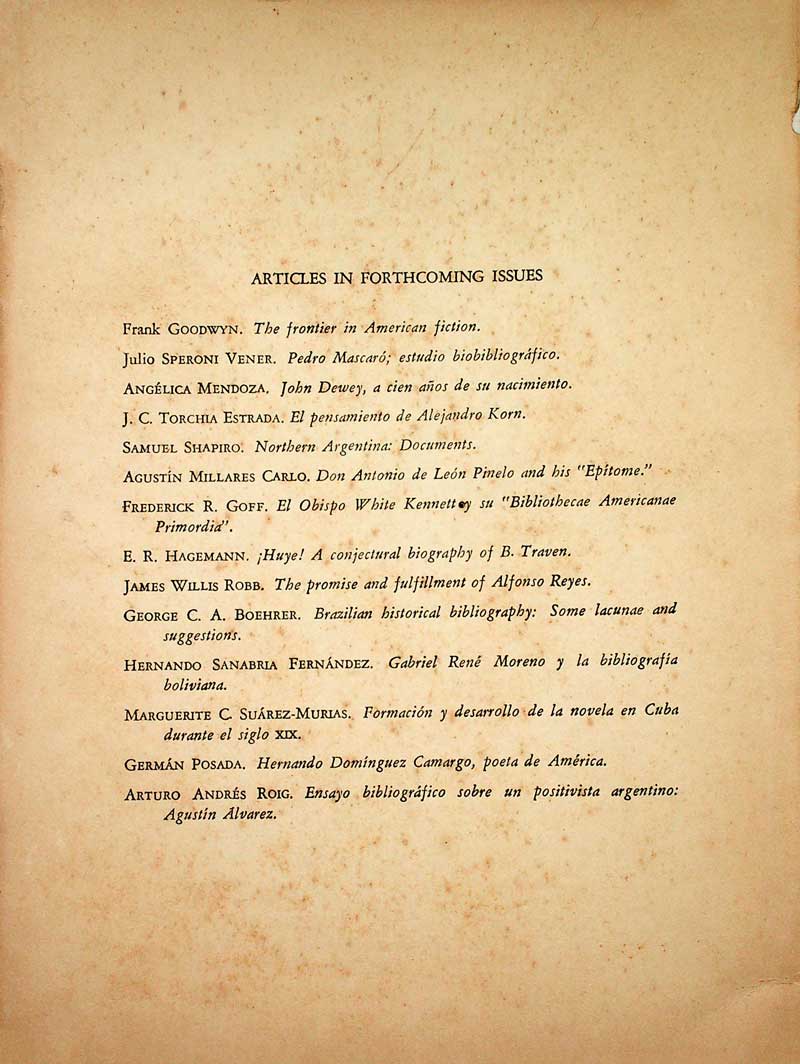 ARTICLES IN FORTHCOMING ISSUES
Frank GOODWYN. The frontier in American fiction.
Julio SPERONI VENER. Pedro Mascaró; estudio biobibliográfico.
ANGÉLICA MENDOZA. John Dewey, a cien años de su nacimiento.
J. C. TORCHIA ESTRADA. El pensamiento de Alejandro Korn.
SAMUEL SHAPIRO. Northern Argentina: Documents.
AGUSTÍN MILLARES CARLO. Don Antonio de León Pinelo and his "Epítome."
FREDERICK R. GOFF. El Obispo White Kennett y su "Bibliothecae Americanae
Primordia".
E. R. HAGEMANN. ¡Huye! A conjectural biography of B. Traven.
JAMES WILLIS ROBB. The promise and fulfillment of Alfonso Reyes.
GEORGE C. A. BOEHRER. Brazilian historical bibliography: Some lacunae and
suggestions.
HERNANDO SANABRIA FERNÁNDEZ. Gabriel René Moreno y la bibliografía
boliviana.
MARGUERITE C. SUÁREZ-MURIAS. Formación y desarrollo de la novela en Cuba
durante el siglo XIX.
GERMÁN POSADA. Hernando Domínguez Camargo, poeta de América.
ARTURO ANDRÉS ROIG. Ensayo bibliográfico sobre un positivista argentino:
Agustín Álvarez.